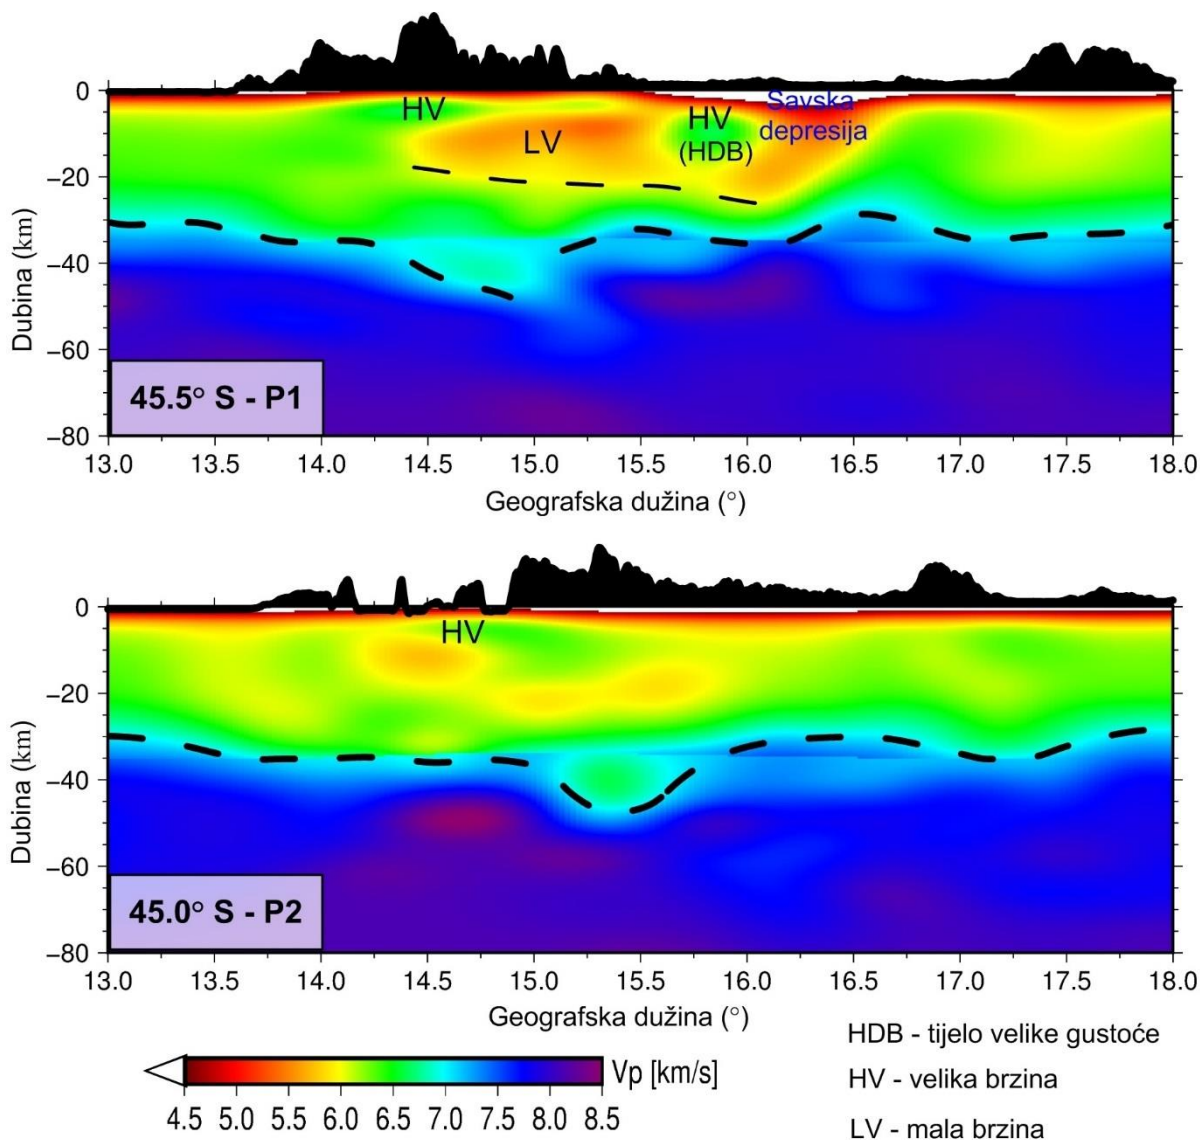 HV
LV
HV
(HDB)
Savska
depresija
0
−20
−40
−60
−80
Dubina (km)
45.5° S - P1
13.0 13.5 14.0 14.5 15.0 15.5 16.0 16.5 17.0 17.5 18.0
Geografska dužina (°)
HV
0
−20
−40
−60
−80
Dubina (km)
45.0° S - P2
13.0 13.5 14.0 14.5 15.0 15.5 16.0 16.5 17.0 17.5 18.0
Geografska dužina (°)
Vp [km/s]
4.5 5.0 5.5 6.0 6.5 7.0 7.5 8.0 8.5
HDB - tijelo velike gustoće
HV - velika brzina
LV - mala brzina